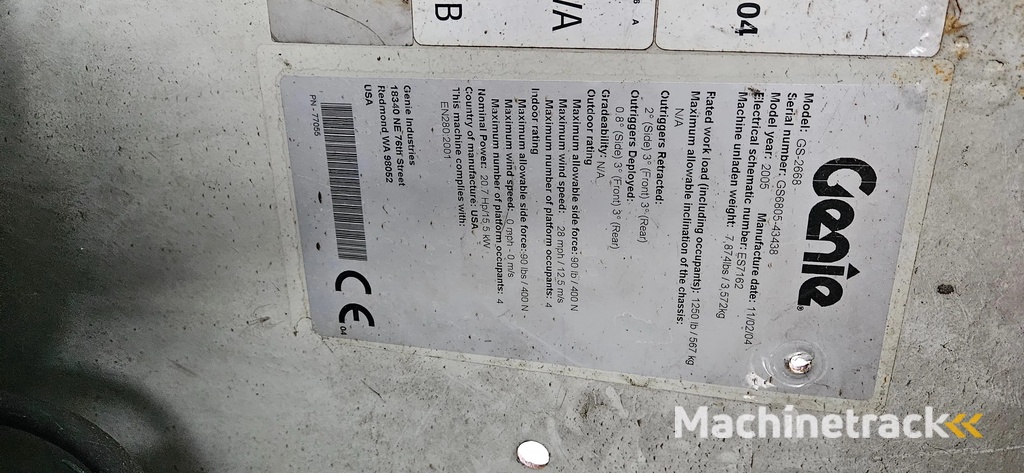 B
/A
6 A
04
Genie®
Model: GS-2668
Serial number: GS6805-43438
Model year: 2005 Manufacture date: 11/02/04
Electrical schematic number: ES7162
Machine unladen weight: 7,874lbs / 3,572kg
Rated work load (including occupants): 1250 lb / 567 kg
Maximum allowable inclination of the chassis:
N/A
Outriggers Retracted:
2° (Side) 3° (Front) 3° (Rear)
Outriggers Deployed:
0.8° (Side) 3° (Front) 3° (Rear)
Gradeability: N/A
Outdoor rating
Maximum allowable side force: 90 lb / 400 N
Maximum wind speed: 28 mph / 12.5 m/s
Maximum number of platform occupants: 4
Indoor rating
Maximum allowable side force: 90 lbs / 400 N
Maximum wind speed: 0 mph - 0 m/s
Maximum number of platform occupants: 4
Nominal Power: 20.7 Hp/15.5 kW
Country of manufacture: USA
This machine complies with:
EN280:2001
Genie Industries
18340 NE 76th Street
Redmond, WA 98052
USA
CE 04
PN - 77055
Machinetrack